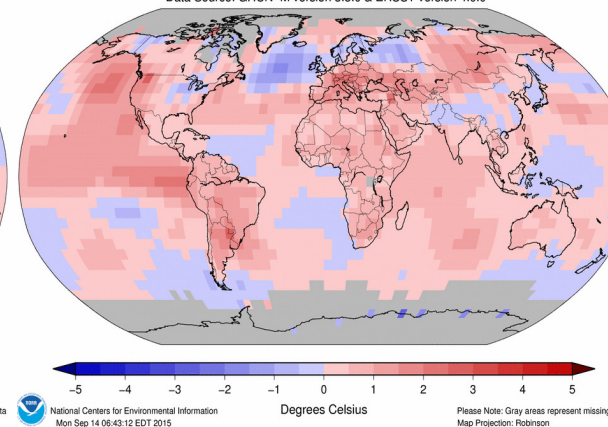 −5 −4 −3 −2 −1 0 1 2 3 4 5
Degrees Celsius
National Centers for Environmental Information
Mon Sep 14 06:43:12 EDT 2015
Please Note: Gray areas represent missing
Map Projection: Robinson